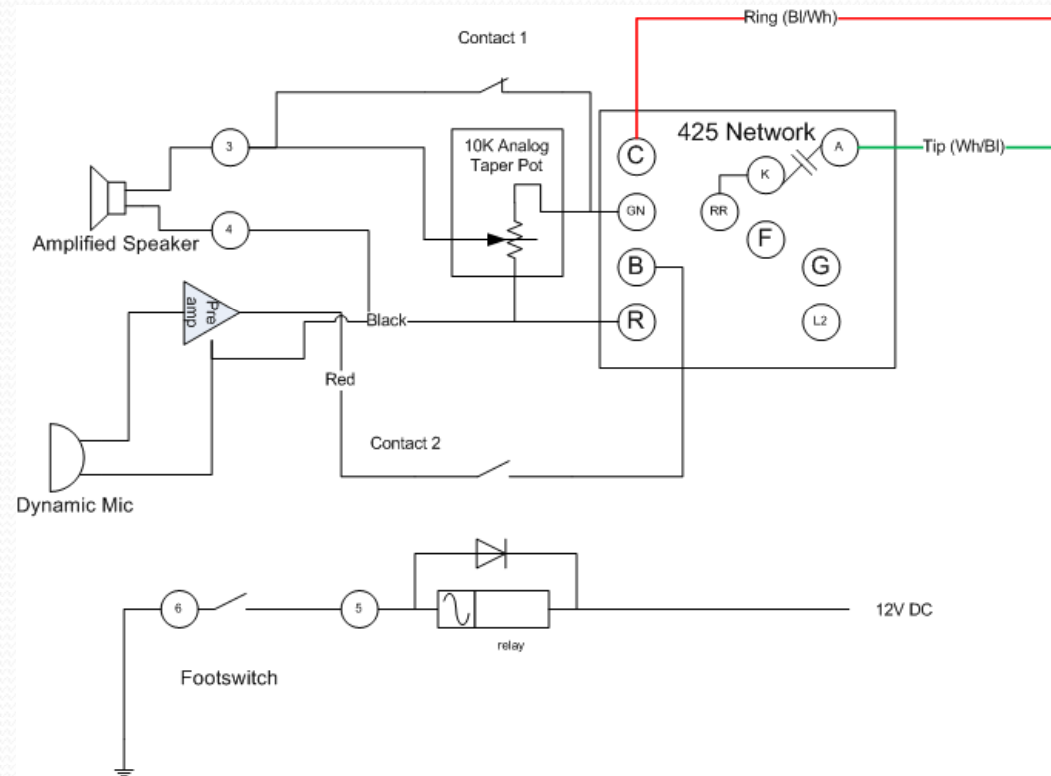 Ring (Bl/Wh)
Contact 1
425 Network
10K Analog
Taper Pot
3
C
A
Tip (Wh/Bl)
K
RR
GN
4
F
Amplified Speaker
B
G
Pre
amp
Black
R
L2
Red
Contact 2
Dynamic Mic
6
5
12V DC
relay
Footswitch